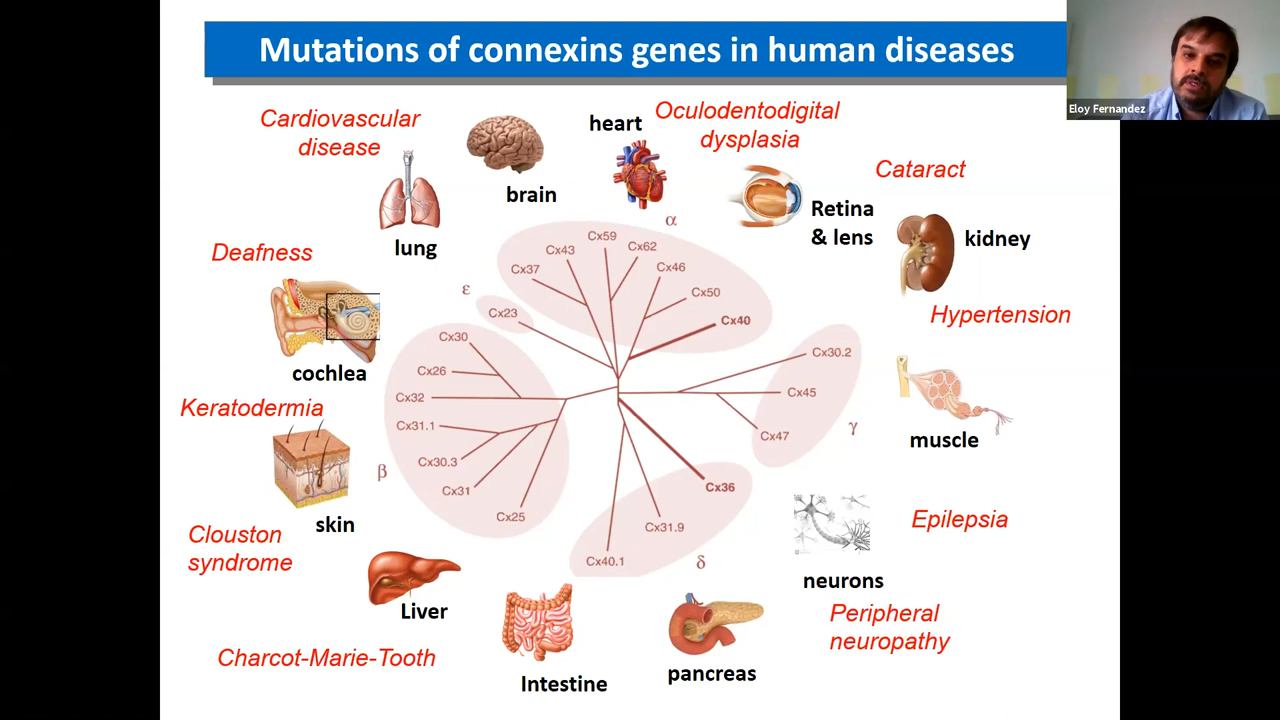 Mutations of connexins genes in human diseases
Eloy Fernandez
Cardiovascular
disease
brain
heart
Oculodentodigital
dysplasia
Cataract
lung
Retina
& lens
kidney
Deafness
cochlea
Hypertension
Keratodermia
skin
muscle
Clouston
syndrome
Liver
Epilepsia
neurons
Peripheral
neuropathy
Charcot-Marie-Tooth
Intestine
pancreas
α
Cx37
Cx43
Cx59
Cx62
Cx46
Cx50
Cx40
ε
Cx23
β
Cx30
Cx26
Cx32
Cx31.1
Cx30.3
Cx31
Cx25
γ
Cx30.2
Cx45
Cx47
δ
Cx36
Cx31.9
Cx40.1